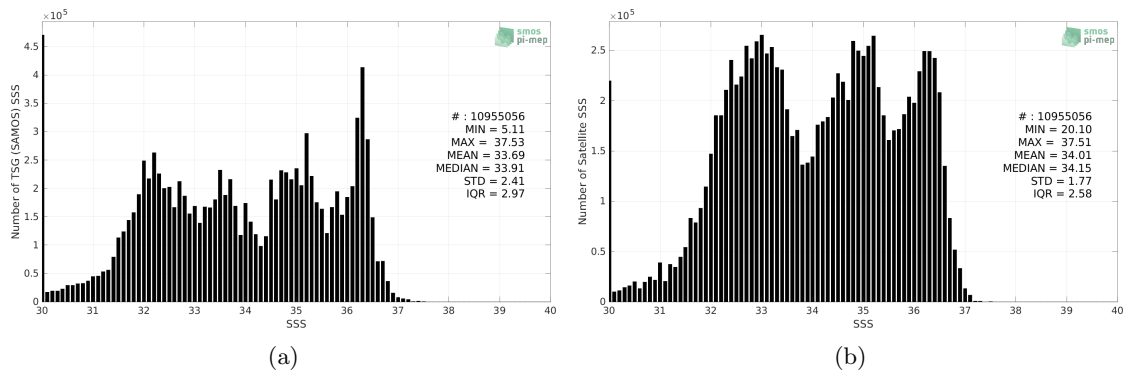 ×10⁵
4.5
4
3.5
3
2.5
2
1.5
1
0.5
0
Number of TSG (SAMOS) SSS
30 31 32 33 34 35 36 37 38 39 40
SSS
smos
pi-mep
# : 10955056
MIN = 5.11
MAX = 37.53
MEAN = 33.69
MEDIAN = 33.91
STD = 2.41
IQR = 2.97
(a)
×10⁵
2.5
2
1.5
1
0.5
0
Number of Satellite SSS
30 31 32 33 34 35 36 37 38 39 40
SSS
smos
pi-mep
# : 10955056
MIN = 20.10
MAX = 37.51
MEAN = 34.01
MEDIAN = 34.15
STD = 1.77
IQR = 2.58
(b)